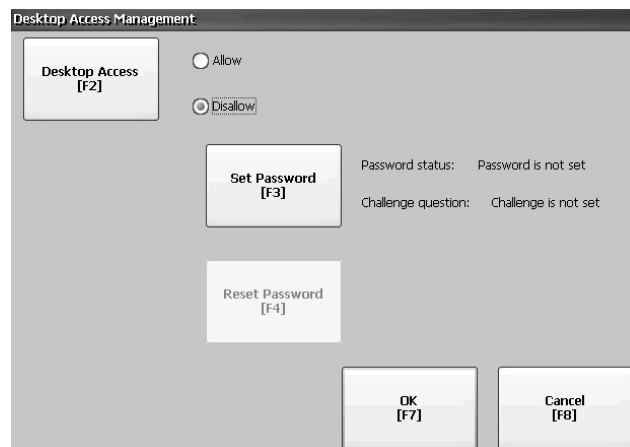 Desktop Access Management
Desktop Access
[F2]
Allow
Disallow
Set Password
[F3]
Password status: Password is not set
Challenge question: Challenge is not set
Reset Password
[F4]
OK
[F7]
Cancel
[F8]